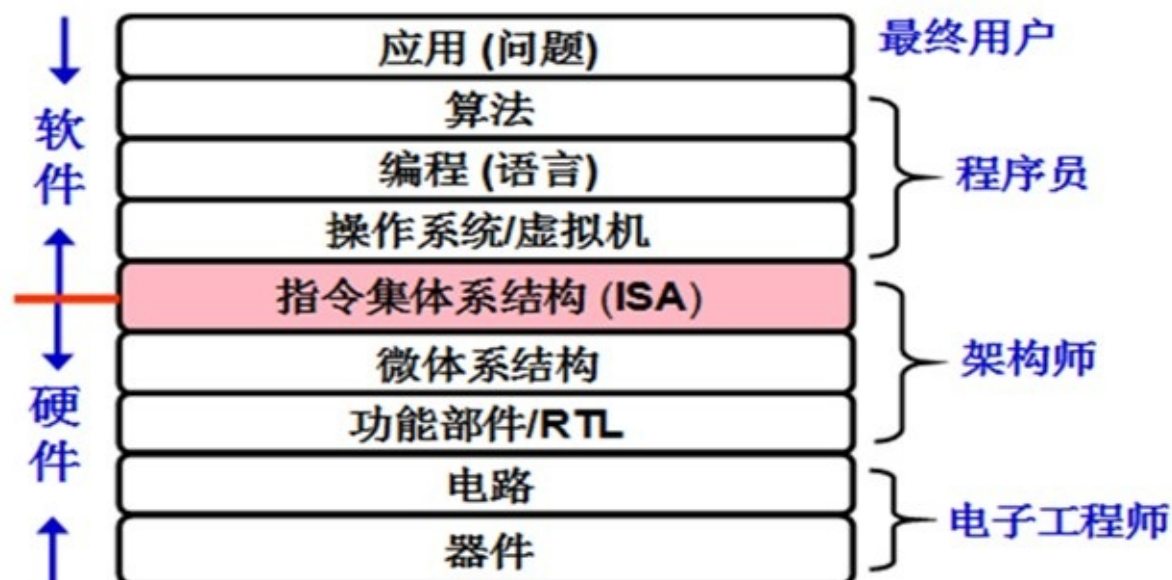 应用 (问题)
最终用户
算法
编程 (语言)
操作系统/虚拟机
程序员
软件
指令集体系结构 (ISA)
微体系结构
功能部件/RTL
架构师
硬件
电路
器件
电子工程师